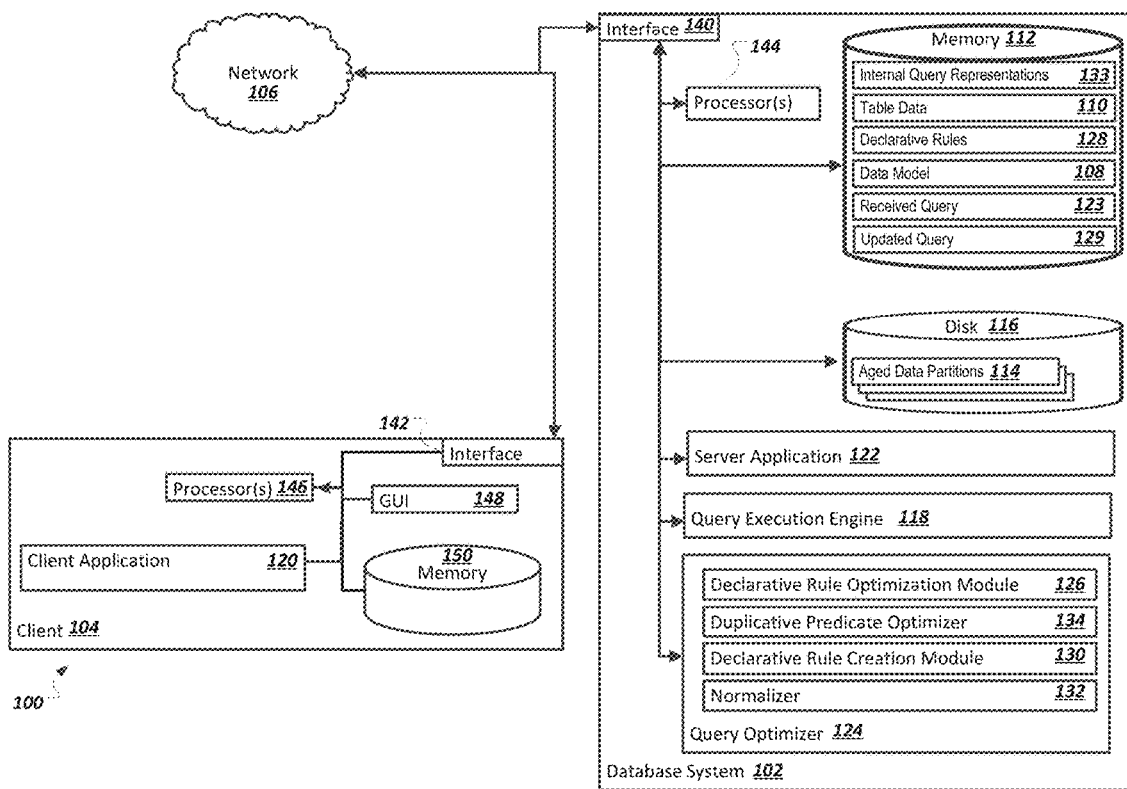 Network
106
Interface 140
144
Processor(s)
Memory 112
Internal Query Representations 133
Table Data 110
Declarative Rules 128
Data Model 108
Received Query 123
Updated Query 129
Disk 116
Aged Data Partitions 114
142
Interface
Processor(s) 146
GUI 148
Client Application 120
150
Memory
Client 104
100
Server Application 122
Query Execution Engine 118
Declarative Rule Optimization Module 126
Duplicative Predicate Optimizer 134
Declarative Rule Creation Module 130
Normalizer 132
Query Optimizer 124
Database System 102